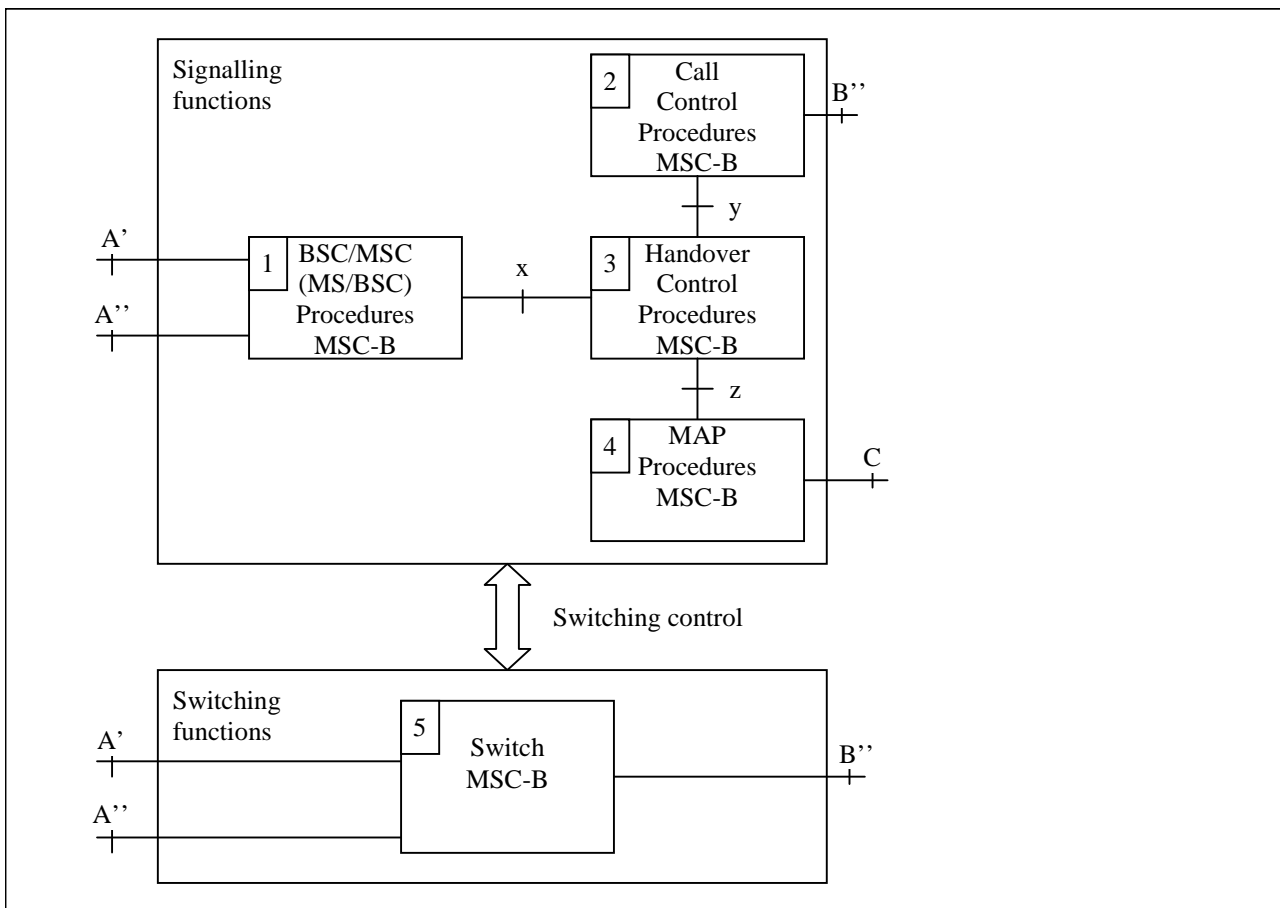 Signalling
functions
2
Call
Control
Procedures
MSC-B
B’’
y
A’
A’’
1
BSC/MSC
(MS/BSC)
Procedures
MSC-B
x
3
Handover
Control
Procedures
MSC-B
z
4
MAP
Procedures
MSC-B
C
Switching control
Switching
functions
A’
A’’
5
Switch
MSC-B
B’’